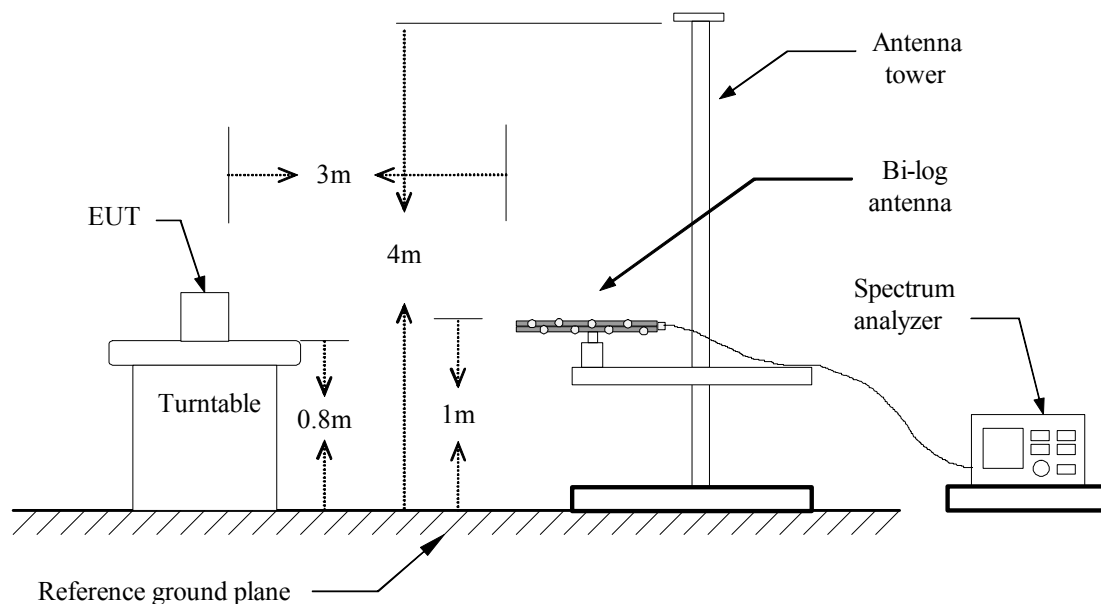 Antenna
tower
3m
Bi-log
antenna
EUT
4m
Spectrum
analyzer
Turntable
0.8m
1m
Reference ground plane